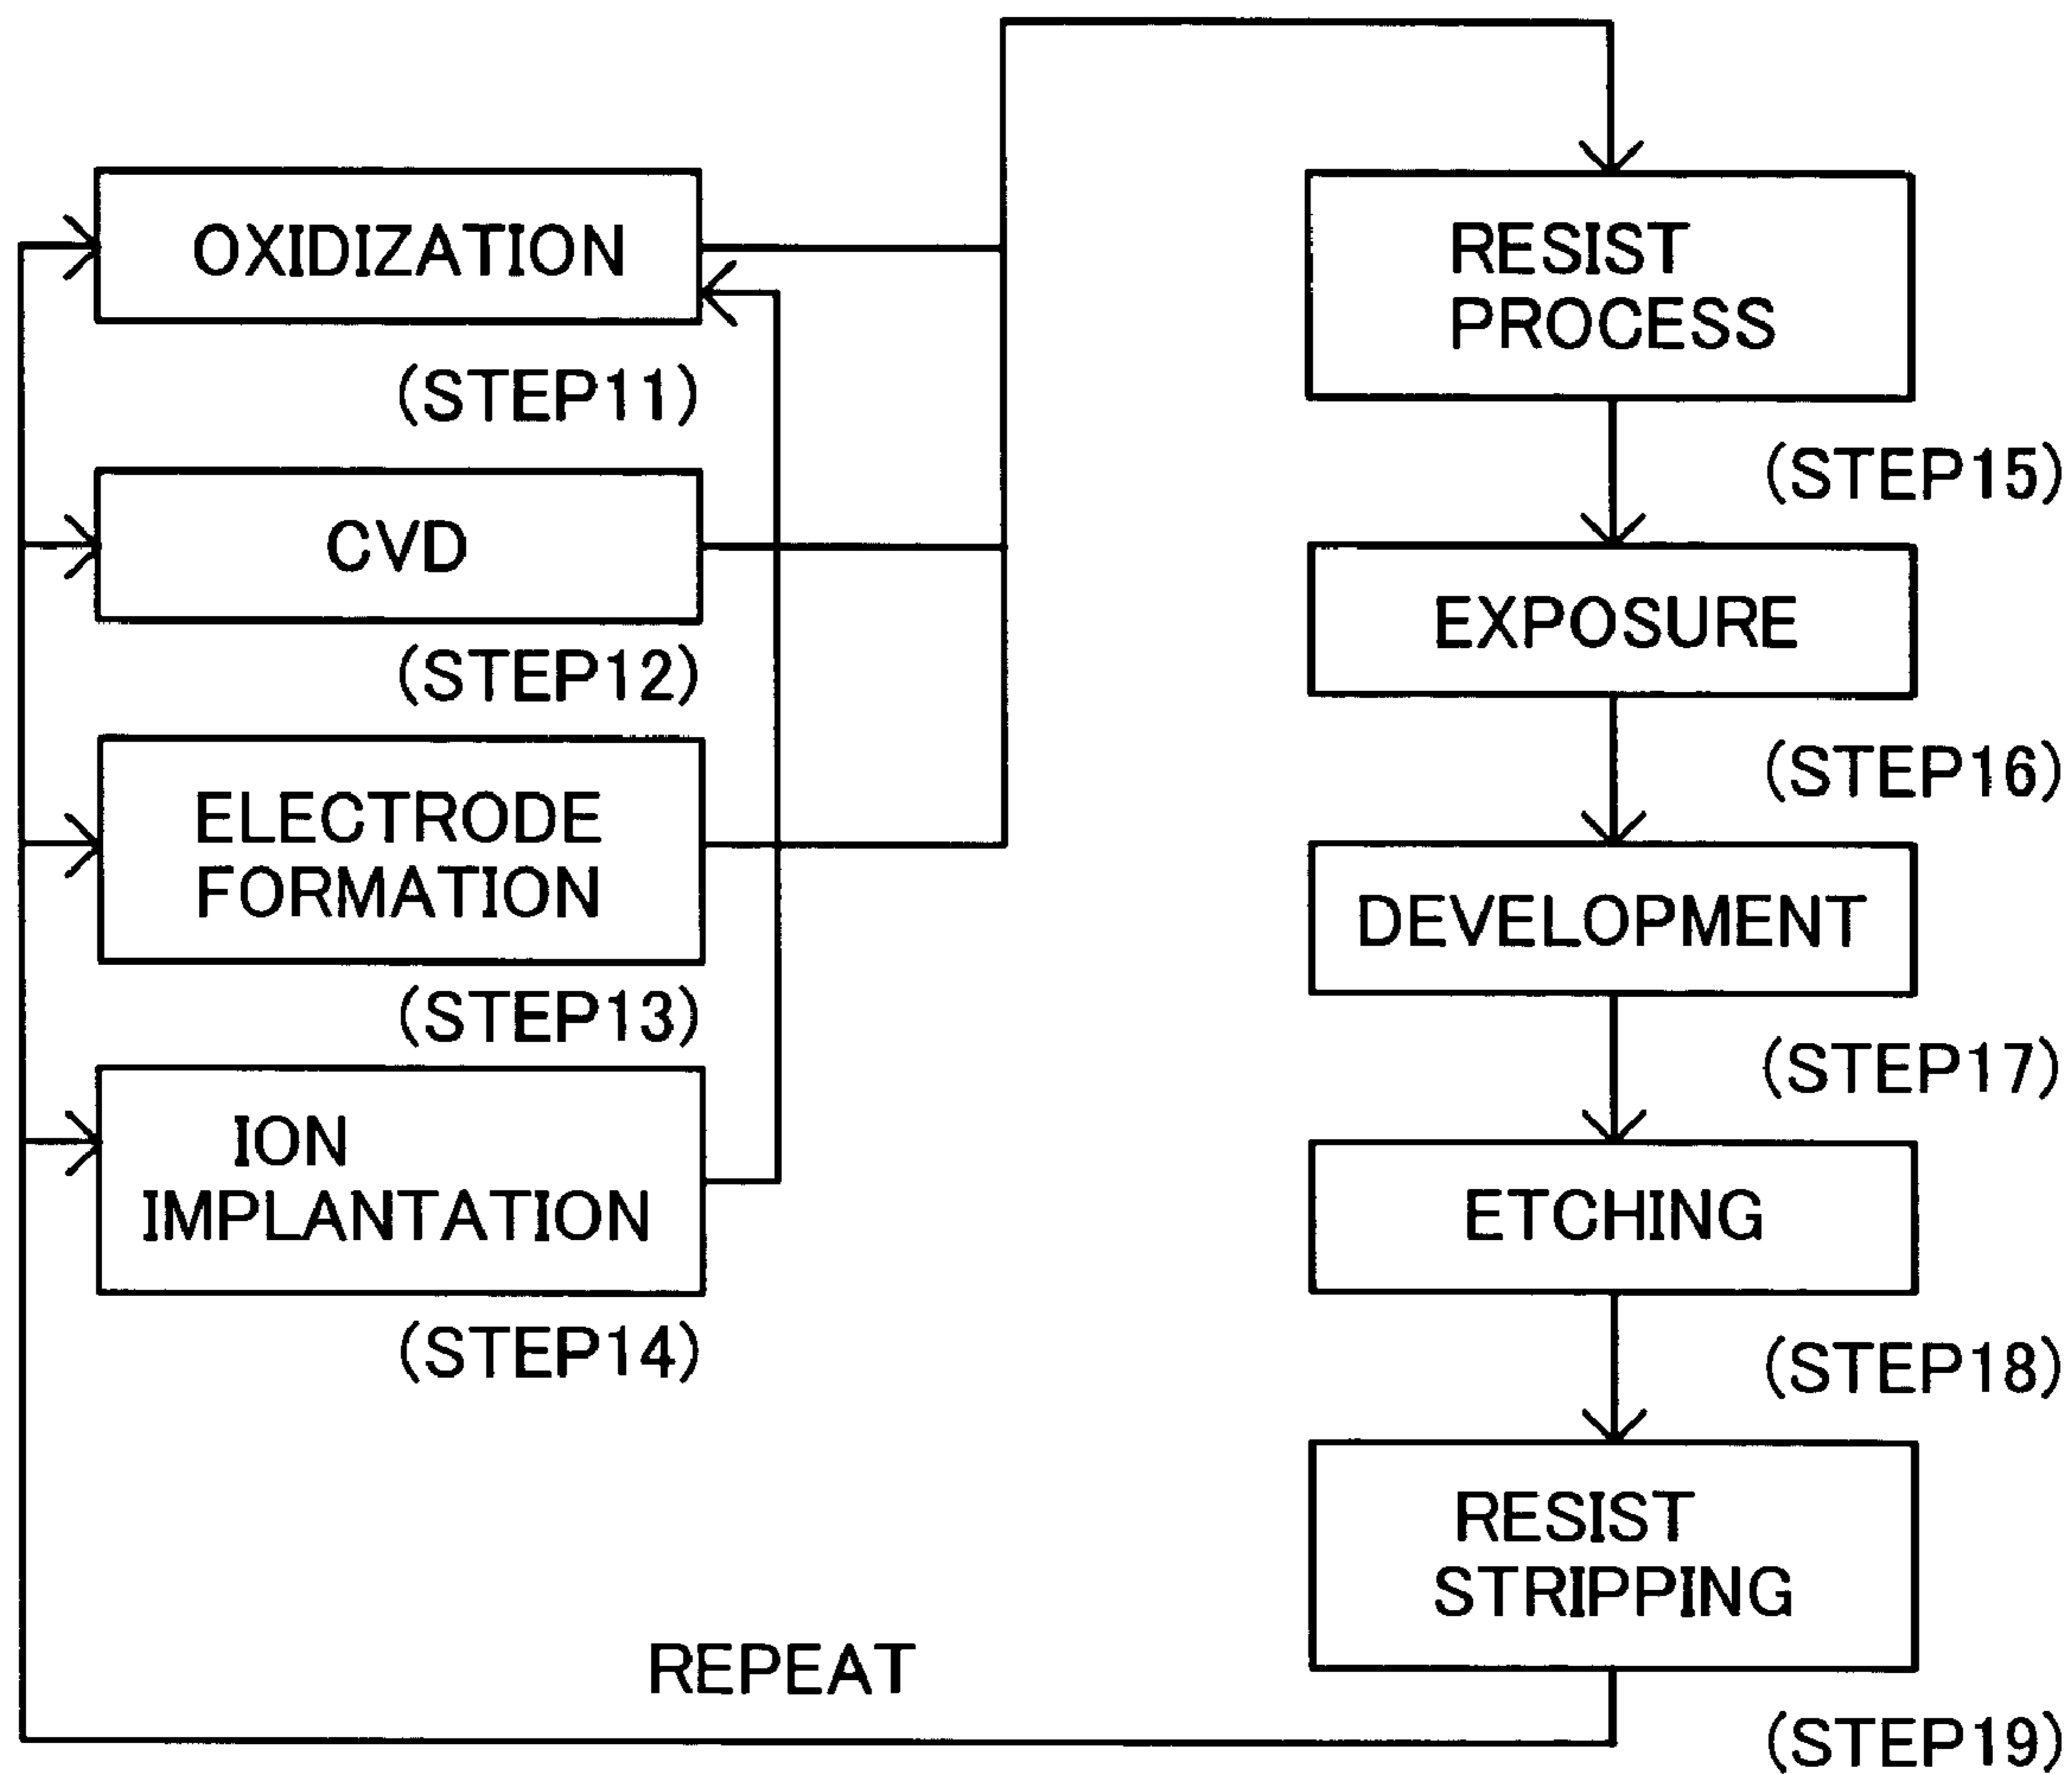 OXIDIZATION
(STEP11)
CVD
(STEP12)
ELECTRODE
FORMATION
(STEP13)
ION
IMPLANTATION
(STEP14)
RESIST
PROCESS
(STEP15)
EXPOSURE
(STEP16)
DEVELOPMENT
(STEP17)
ETCHING
(STEP18)
RESIST
STRIPPING
(STEP19)
REPEAT